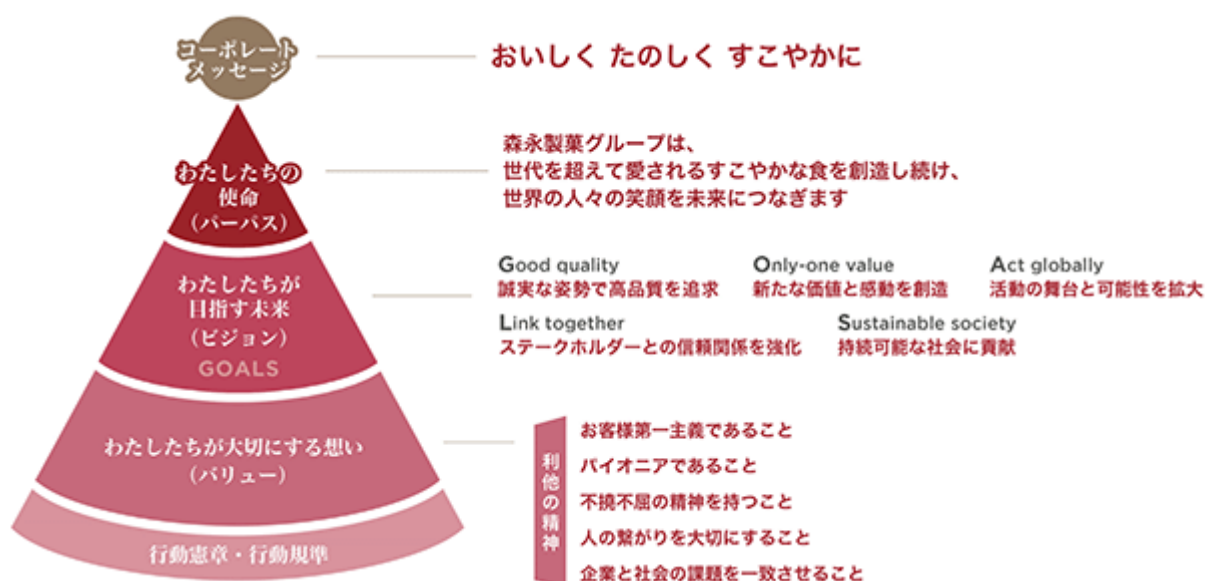 コーポレート
メッセージ
おいしく たのしく すこやかに
わたしたちの
使命
(パーパス)
森永製菓グループは、
世代を超えて愛されるすこやかな食を創造し続け、
世界の人々の笑顔を未来につなぎます
わたしたちが
目指す未来
(ビジョン)
GOALS
Good quality
誠実な姿勢で高品質を追求
Only-one value
新たな価値と感動を創造
Act globally
活動の舞台と可能性を拡大
Link together
ステークホルダーとの信頼関係を強化
Sustainable society
持続可能な社会に貢献
わたしたちが大切にする想い
(バリュー)
利他の精神
お客様第一主義であること
パイオニアであること
不撓不屈の精神を持つこと
人の繋がりを大切にすること
企業と社会の課題を一致させること
行動憲章・行動規準